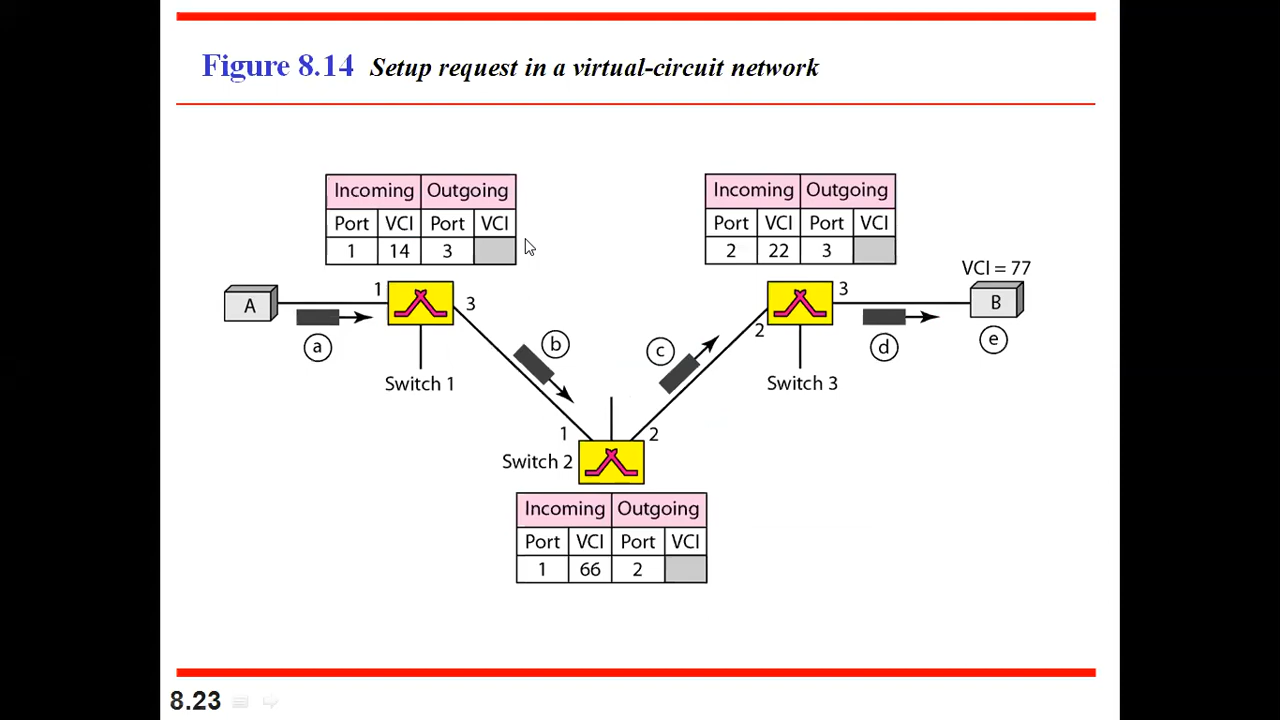 Figure 8.14 Setup request in a virtual-circuit network
Incoming Outgoing
Port VCI Port VCI
1 14 3
Incoming Outgoing
Port VCI Port VCI
2 22 3
VCI = 77
A
1
3
2
3
B
a
b
c
d
e
Switch 1
Switch 3
1
2
Switch 2
Incoming Outgoing
Port VCI Port VCI
1 66 2
8.23